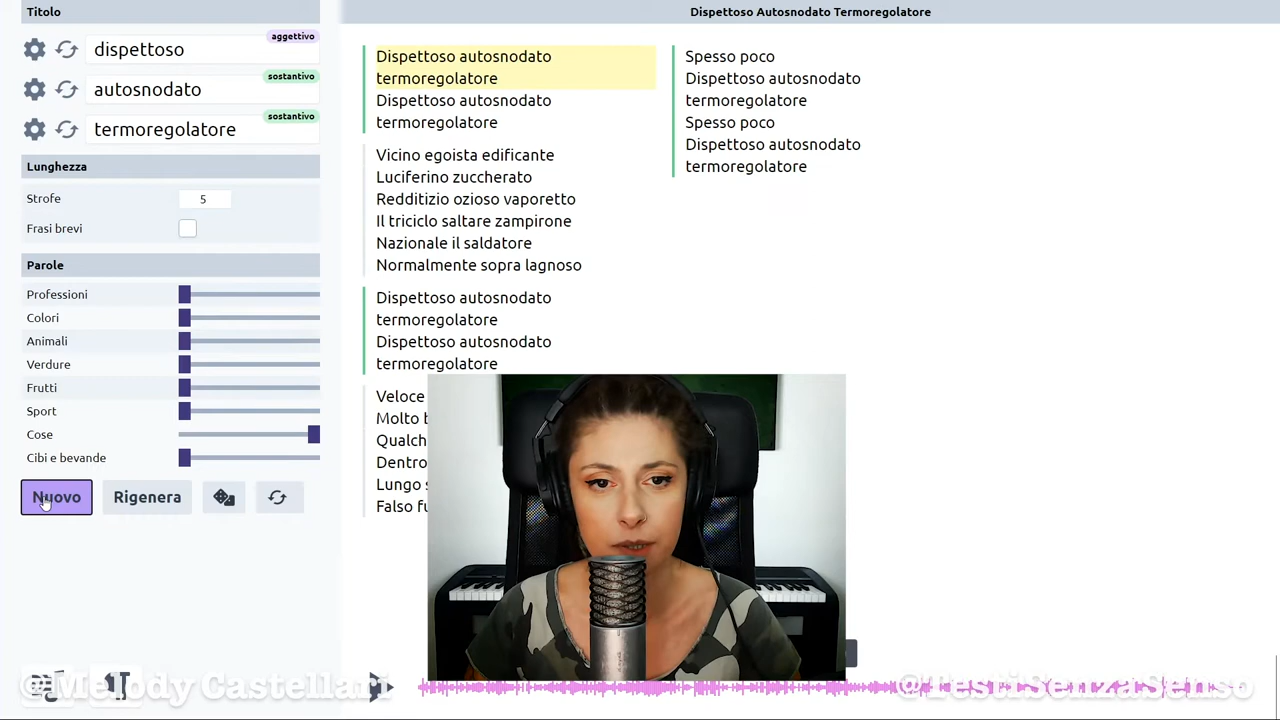 Titolo
Dispettoso Autosnodato Termoregolatore
dispettoso
aggettivo
autosnodato
sostantivo
termoregolatore
sostantivo
Lunghezza
Strofe
5
Frasi brevi
Parole
Professioni
Colori
Animali
Verdure
Frutti
Sport
Cose
Cibi e bevande
Nuovo
Rigenera
Dispettoso autosnodato
termoregolatore
Dispettoso autosnodato
termoregolatore
Vicino egoista edificante
Luciferino zuccherato
Redditizio ozioso vaporetto
Il triciclo saltare zampirone
Nazionale il saldatore
Normalmente sopra lagnoso
Dispettoso autosnodato
termoregolatore
Dispettoso autosnodato
termoregolatore
Veloce
Molto
Dentro
Lungo
Falso
Spesso poco
Dispettoso autosnodato
termoregolatore
Spesso poco
Dispettoso autosnodato
termoregolatore
@Melody Castellari
@TestiSenzaSenso